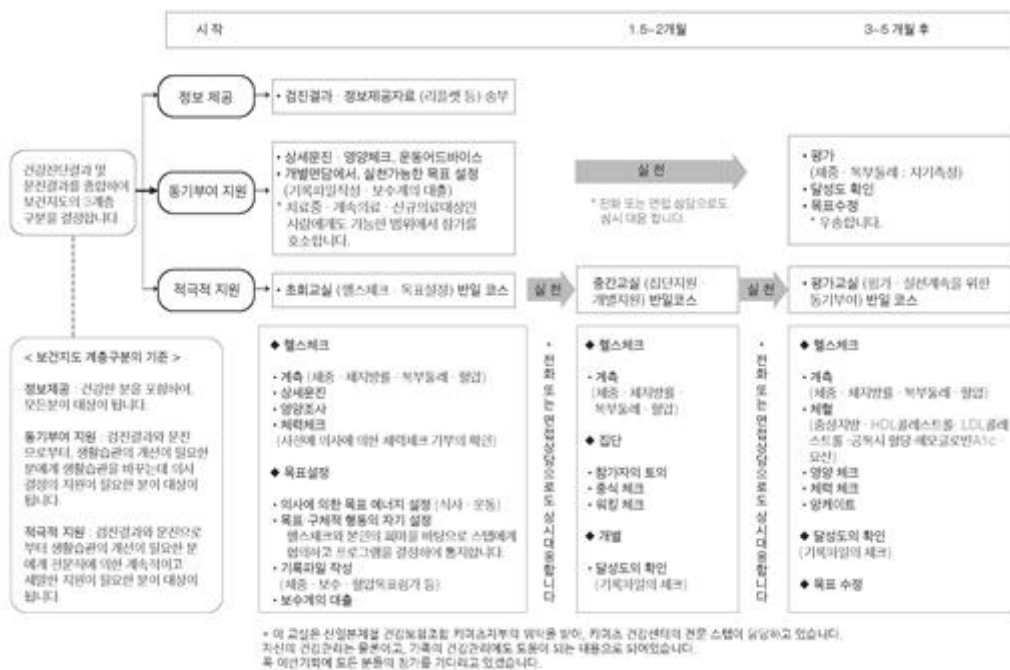 시 작
1.5~2개월
3~5 개월 후
정보 제공
• 검진결과 · 정보제공자료 (리플렛 등) 송부
건강진단결과 및
문진결과를 종합하여
보건지도의 3계층
구분을 결정합니다.
동기부여 지원
• 상세문진 · 영양체크, 운동어드바이스
• 개별면담에서, 실천가능한 목표 설정
(기록파일작성 · 보수계의 대출)
* 치료중 · 계속의료 · 신규의료대상인
사람에게도 가능한 범위에서 참가를
호소합니다.
실 천
* 전화 또는 면접 상담으로도
상시 대응 합니다.
• 평가
(체중 · 복부둘레 : 자기측정)
• 달성도 확인
• 목표수정
* 우송합니다.
적극적 지원
• 초회교실 (헬스체크 · 목표설정) 반일 코스
실 천
중간교실 (집단지원 ·
개별지원) 반일코스
실 천
• 평가교실 (평가 · 실천계속을 위한
동기부여) 반일 코스
< 보건지도 계층구분의 기준 >
정보제공 : 건강한 분을 포함하여,
모든분이 대상이 됩니다.
동기부여 지원 : 검진결과와 문진
으로부터, 생활습관의 개선이 필요한
분에게 생활습관을 바꾸는데 의사
결정의 지원이 필요한 분이 대상이
됩니다.
적극적 지원 : 검진결과와 문진으로
부터 생활습관의 개선이 필요한 분
에게 전문직에 의한 계속적이고
세밀한 지원이 필요한 분이 대상이
됩니다.
◆ 헬스체크
• 계측 (체중 · 체지방률 · 복부둘레 · 혈압)
• 상세문진
• 영양조사
• 체력체크
(사전에 의사에 의한 체력체크 가부의 확인)
◆ 목표설정
• 의사에 의한 목표 에너지 설정 (식사 · 운동)
• 목표 구체적 행동의 자기 설정
헬스체크와 본인의 희망을 바탕으로 스텝에게
협의하고 프로그램을 결정하여 통지합니다.
• 기록파일 작성
(체중 · 보수 · 혈압목표림가 등)
• 보수계의 대출
• 전화 또는 면접상담으로도 상시대응합니다
◆ 헬스체크
• 계측
(체중 · 체지방률 ·
복부둘레 · 혈압)
◆ 집단
• 참가자의 토의
• 중식 체크
• 워킹 체크
◆ 개별
• 달성도의 확인
(기록파일의 체크)
• 전화 또는 면접상담으로도 상시대응합니다
◆ 헬스체크
• 계측
(체중 · 체지방률 · 복부둘레 · 혈압)
• 체혈
(중성지방 · HDL콜레스트롤 · LDL콜레
스트롤 · 공복시 혈당 · 헤모글로빈A1c ·
요산)
• 영양 체크
• 체력 체크
• 앙케이트
◆ 달성도의 확인
(기록파일의 체크)
◆ 목표 수정
* 이 교실은 신일본제철 건강보험조합 키미츠지부의 위탁을 받아, 키미츠 건강센터의 전문 스텝이 담당하고 있습니다.
자신의 건강관리는 물론이고, 가족의 건강관리에도 도움이 되는 내용으로 되어있습니다.
꼭 이번기회에 모든 분들의 참가를 기다리고 있겠습니다.